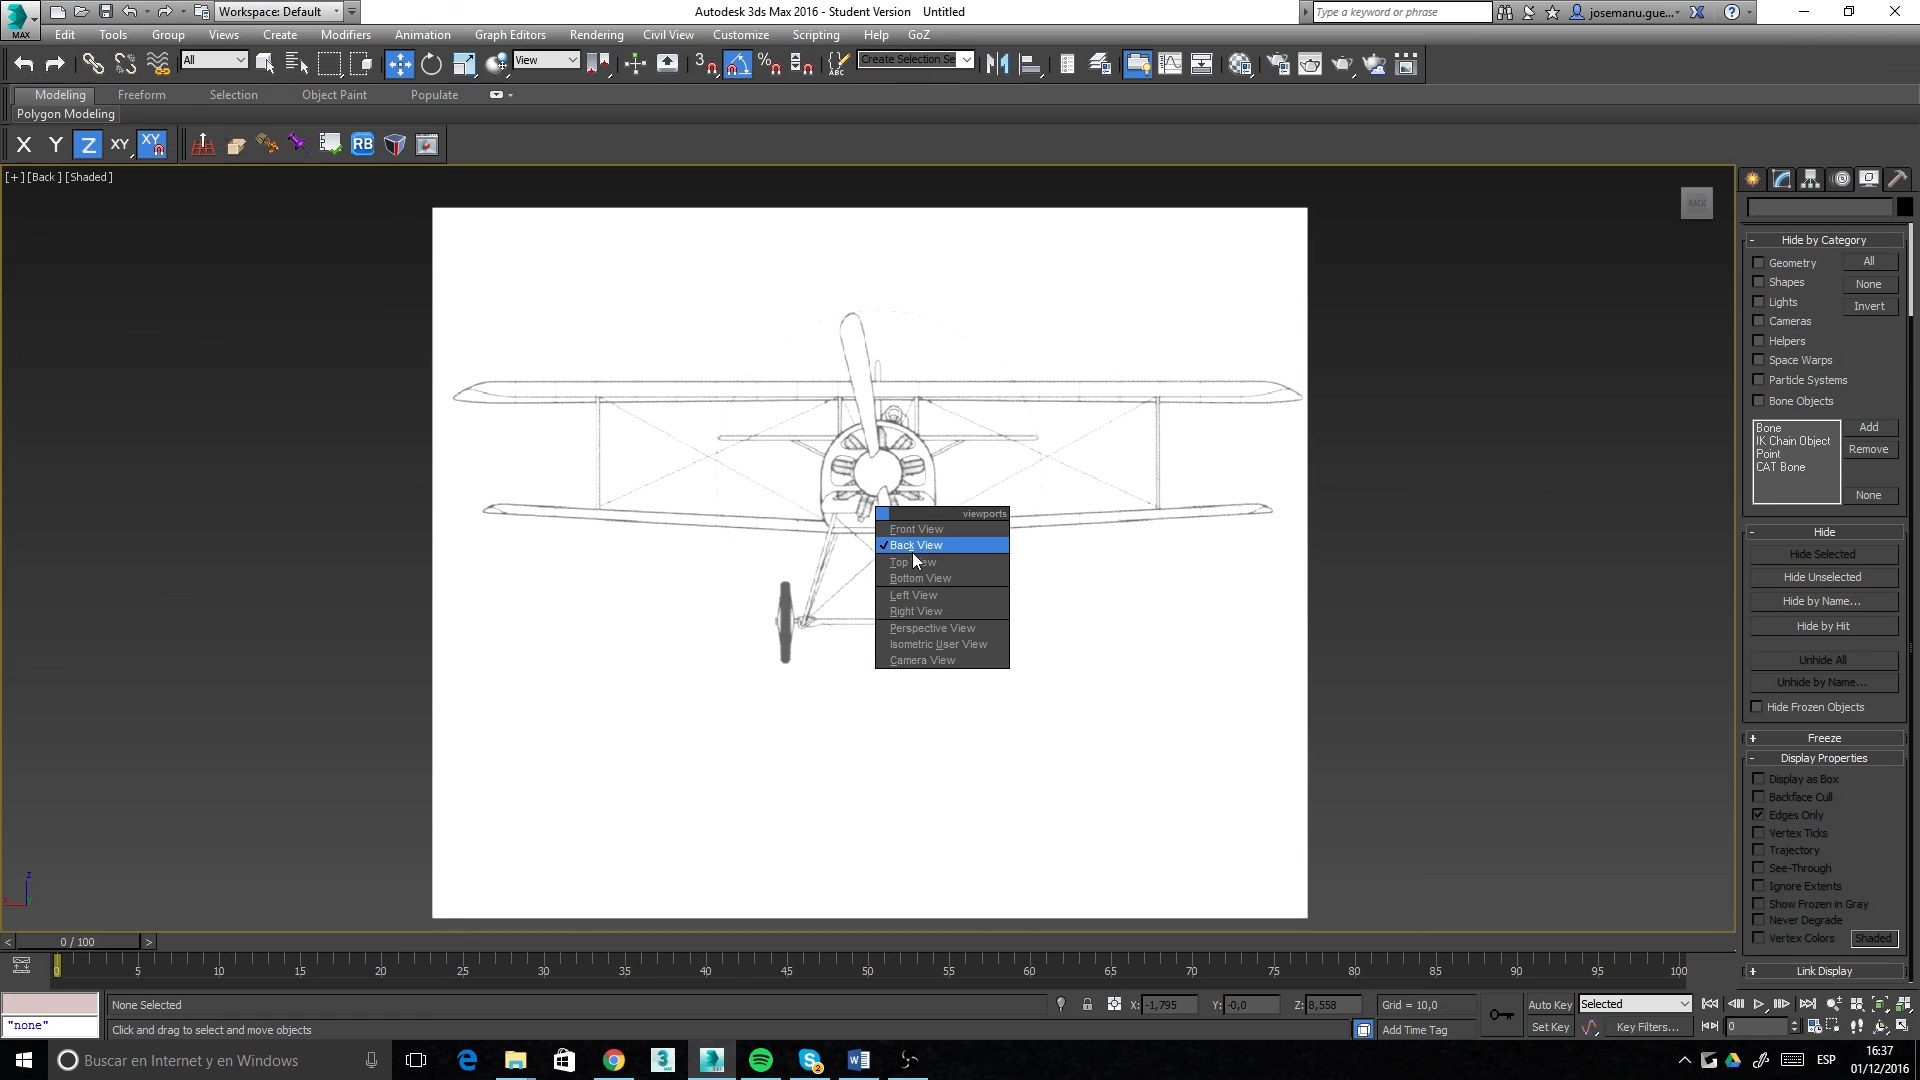 Workspace: Default
Autodesk 3ds Max 2016 - Student Version Untitled
Type a keyword or phrase
josemanu.gue...
MAX
Edit Tools Group Views Create Modifiers Animation Graph Editors Rendering Civil View Customize Scripting Help GoZ
All
View
3
%
ABC
Create Selection Se
Modeling Freeform Selection Object Paint Populate
Polygon Modeling
X Y Z XY XY RB
[+] [Back ] [Shaded ]
BACK
Hide by Category
Geometry All
Shapes None
Lights Invert
Cameras
Helpers
Space Warps
Particle Systems
Bone Objects
Bone Add
IK Chain Object
Point Remove
CAT Bone
None
Hide
Hide Selected
Hide Unselected
Hide by Name...
Hide by Hit
Unhide All
Unhide by Name...
Hide Frozen Objects
Freeze
Display Properties
Display as Box
Backface Cull
Edges Only
Vertex Ticks
Trajectory
See-Through
Ignore Extents
Show Frozen in Gray
Never Degrade
Vertex Colors Shaded
Link Display
viewports
Front View
Back View
Bottom View
Left View
Right View
Perspective View
Isometric User View
Camera View
z
x y
< 0 / 100 >
0 5 10 15 20 25 30 35 40 45 50 55 60 65 70 75 80 85 90 95 100
None Selected
X: -1,795 Y: -0,0 Z: 8,558 Grid = 10,0
Auto Key Selected
"none"
Click and drag to select and move objects
Add Time Tag
Set Key Key Filters... 0
Buscar en Internet y en Windows
ESP
16:37
01/12/2016